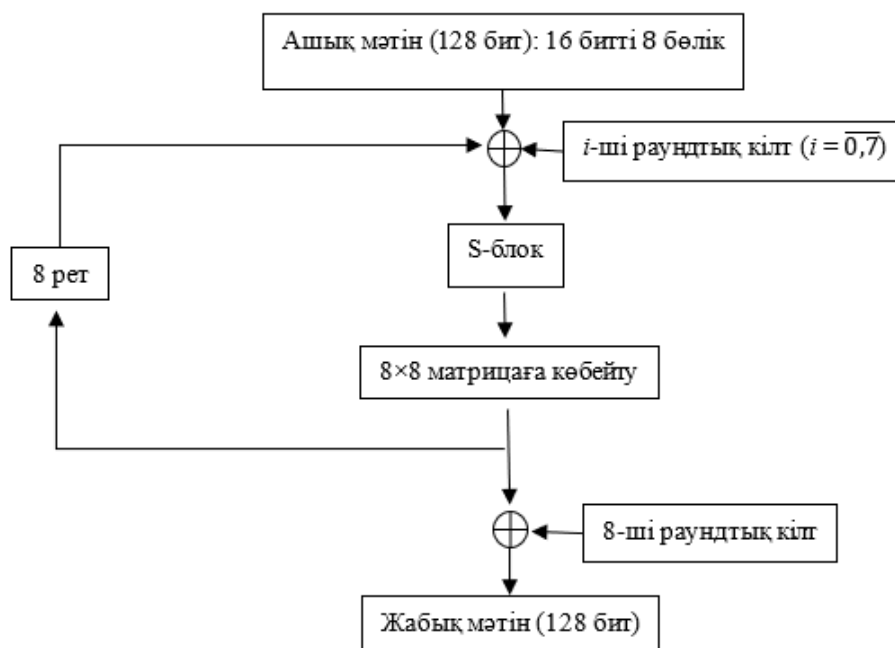 Ашық мәтін (128 бит): 16 битті 8 бөлік
i-ші раундтық кілт (i = 0,7)
S-блок
8 рет
8×8 матрицаға көбейту
8-ші раундтық кілт
Жабық мәтін (128 бит)